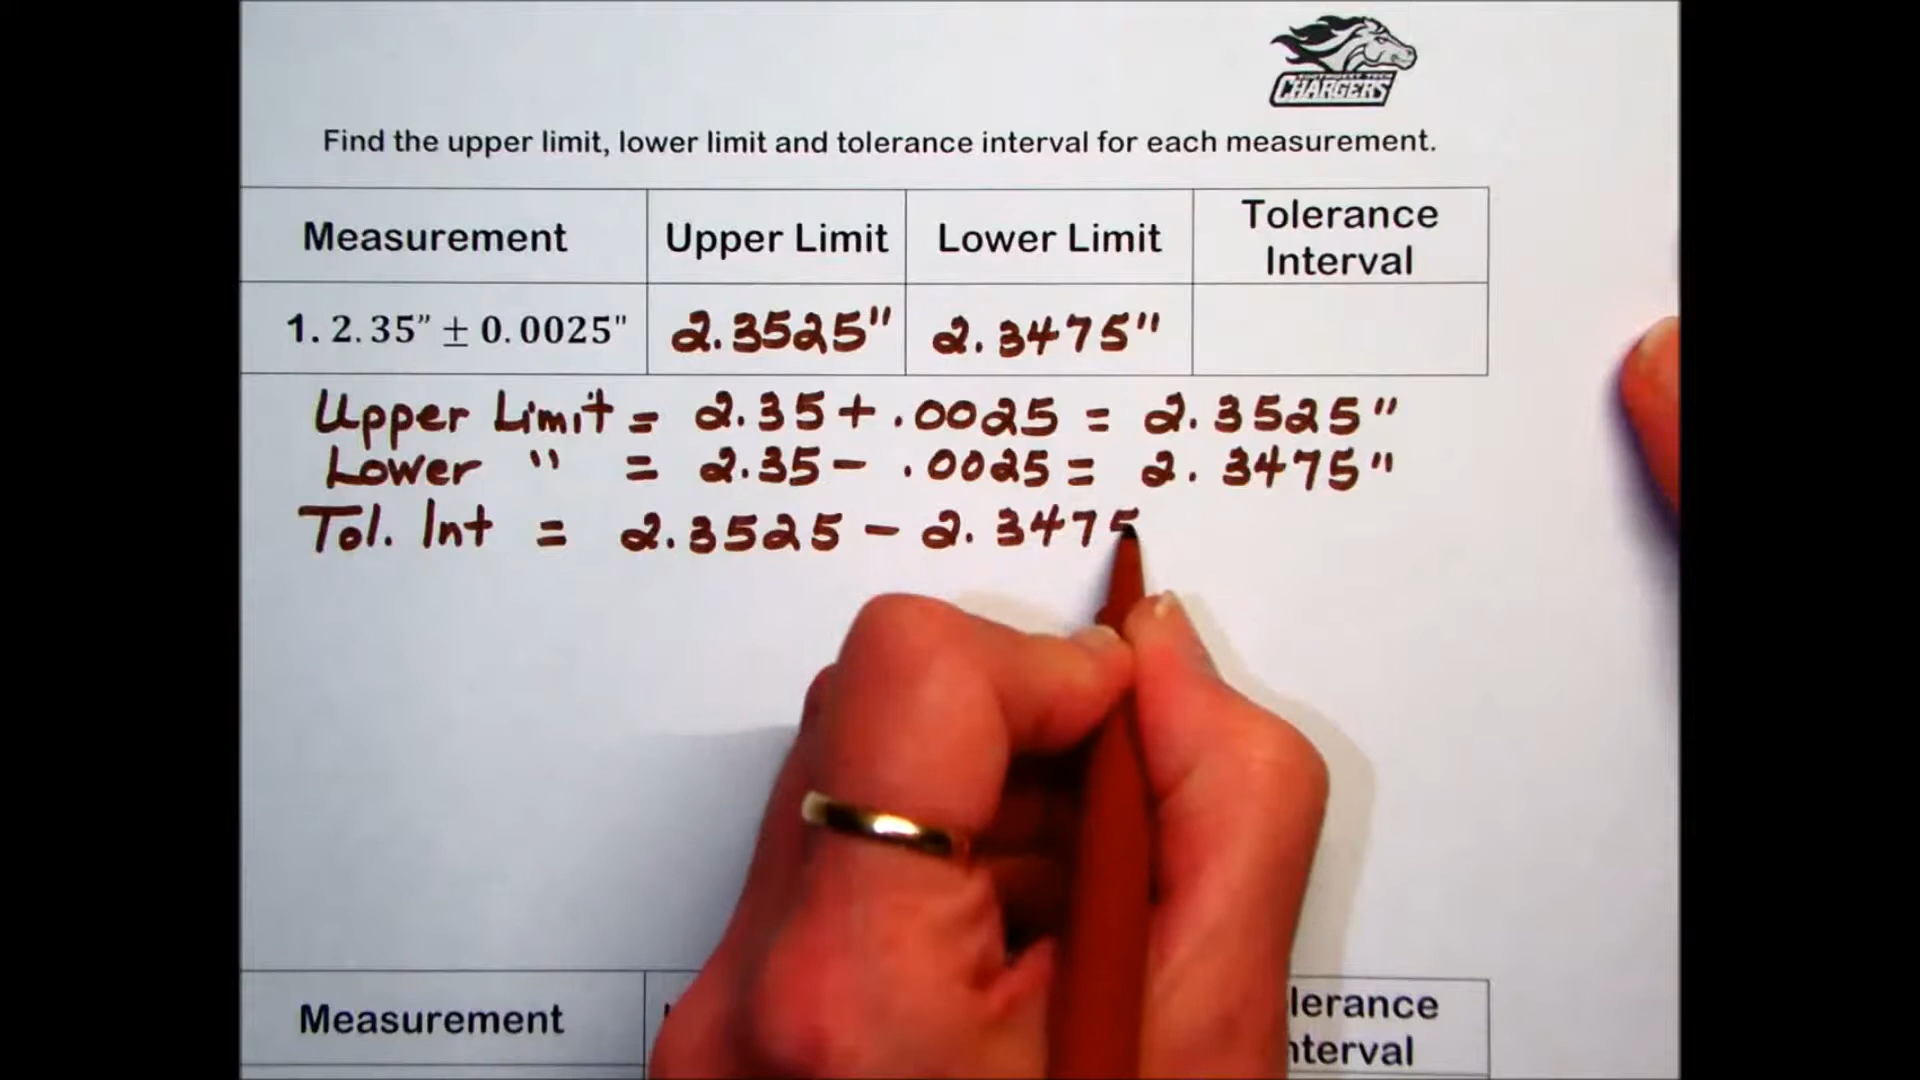 SOUTHWEST TECH
CHARGERS
Find the upper limit, lower limit and tolerance interval for each measurement.
Measurement Upper Limit Lower Limit Tolerance Interval
1. 2.35” ± 0.0025" 2.3525" 2.3475"
Upper Limit = 2.35 + .0025 = 2.3525"
Lower " = 2.35 - .0025 = 2.3475"
Tol. Int = 2.3525 - 2.3475
Measurement lerance
nterval